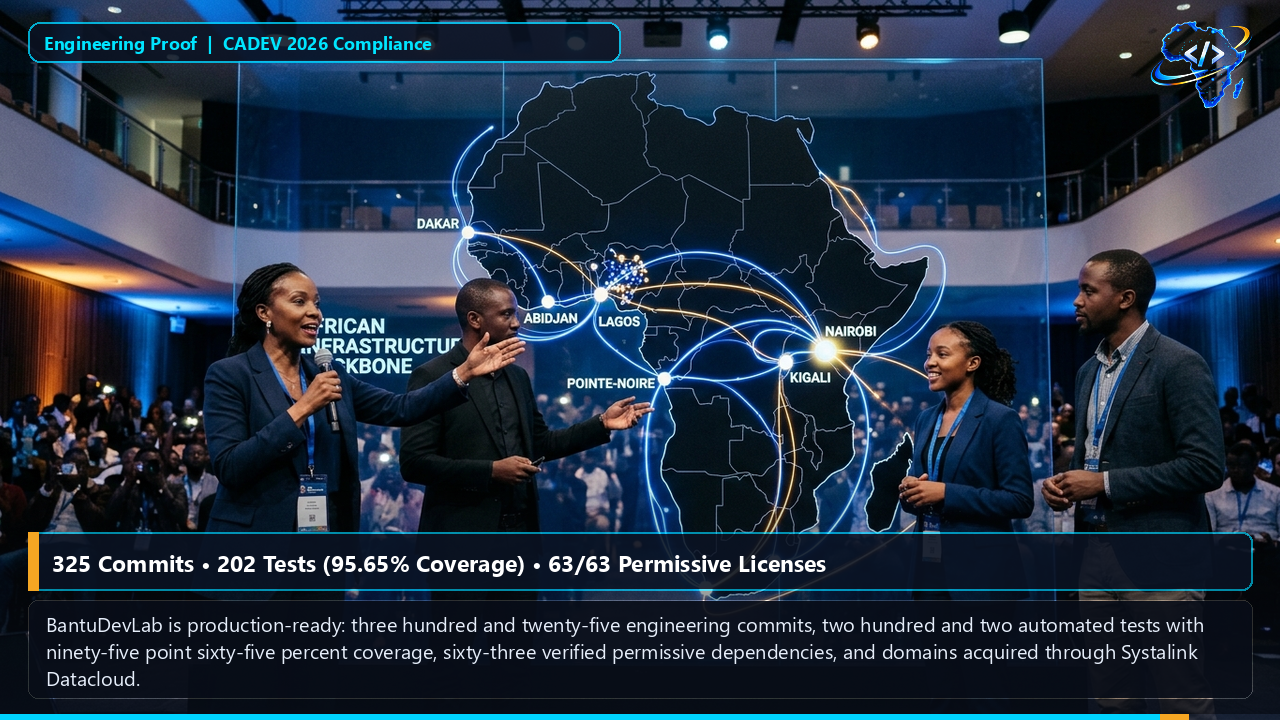 Engineering Proof | CADEV 2026 Compliance
</>
DAKAR
ABIDJAN
LAGOS
NAIROBI
KIGALI
POINTE-NOIRE
FRICAN
NFRASTRUCTU
KBONE
325 Commits • 202 Tests (95.65% Coverage) • 63/63 Permissive Licenses
BantuDevLab is production-ready: three hundred and twenty-five engineering commits, two hundred and two automated tests with
ninety-five point sixty-five percent coverage, sixty-three verified permissive dependencies, and domains acquired through Systalink
Datacloud.